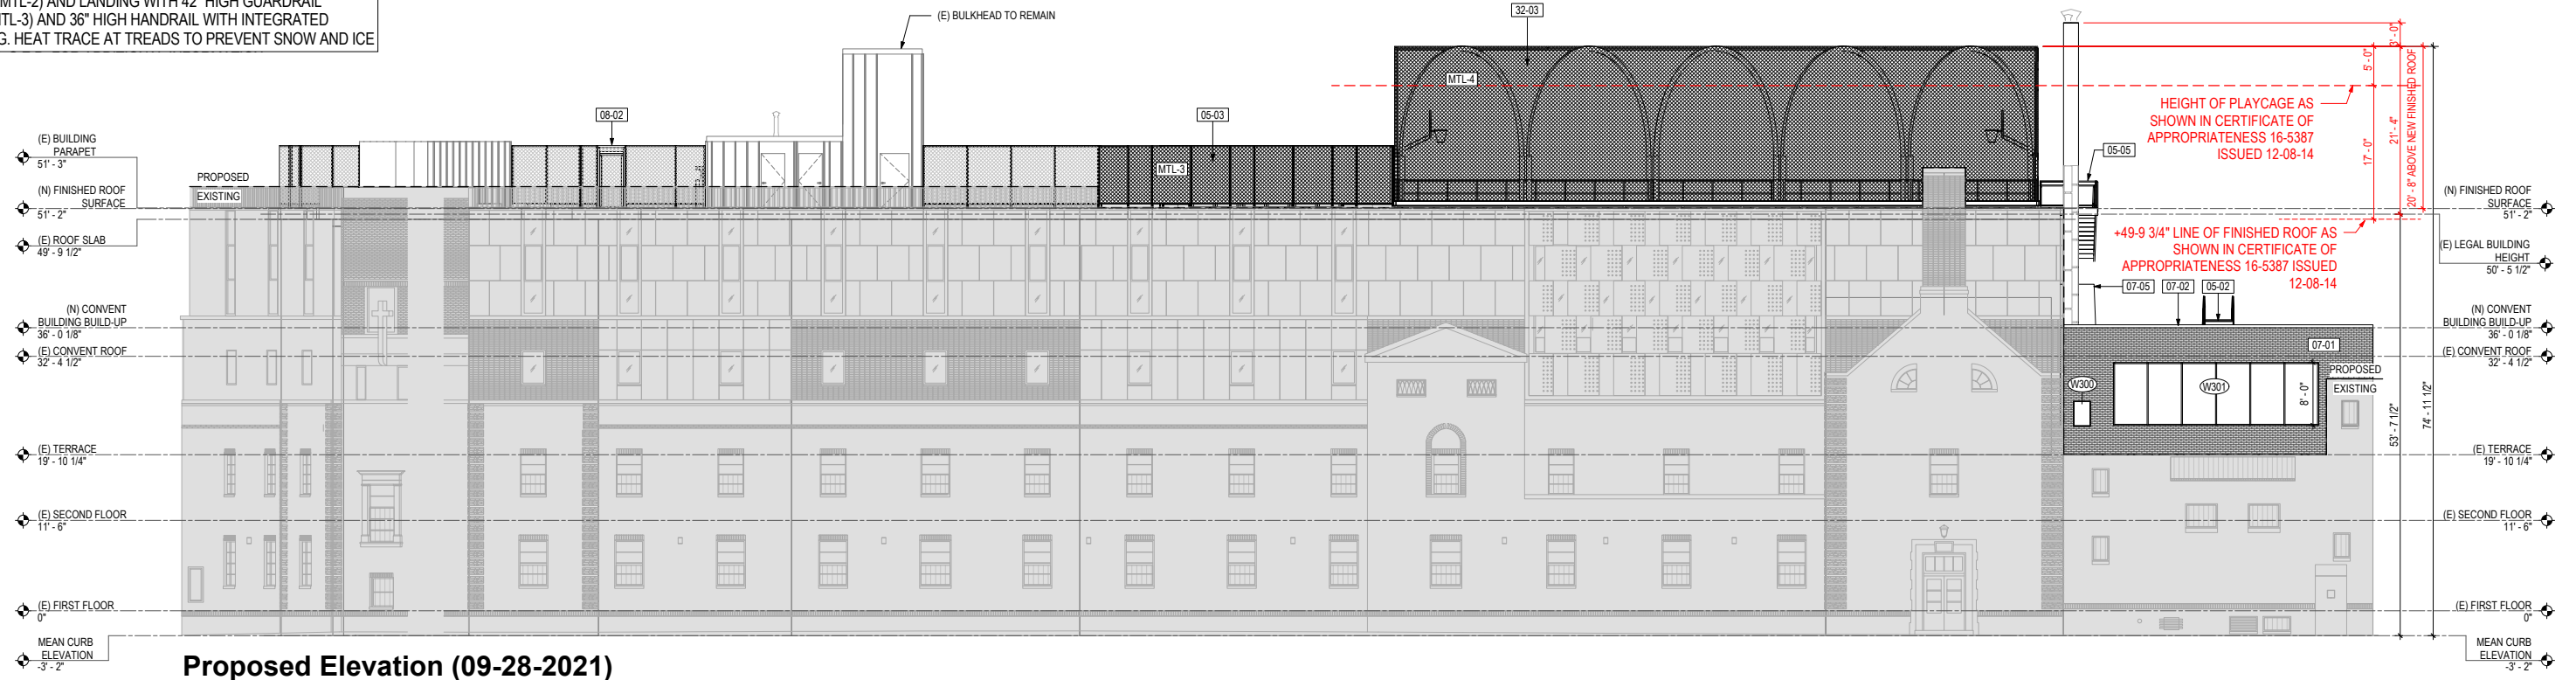 MTL-2) AND LANDING WITH 42" HIGH GUARDRAIL
MTL-3) AND 36" HIGH HANDRAIL WITH INTEGRATED
G. HEAT TRACE AT TREADS TO PREVENT SNOW AND ICE
(E) BULKHEAD TO REMAIN
32-03
MTL-4
08-02
05-03
MTL-3
3' - 0"
5' - 0"
17' - 0"
21' - 4"
20' - 8" ABOVE NEW FINISHED ROOF
HEIGHT OF PLAYCAGE AS
SHOWN IN CERTIFICATE OF
APPROPRIATENESS 16-5387
ISSUED 12-08-14
05-05
+49-9 3/4" LINE OF FINISHED ROOF AS
SHOWN IN CERTIFICATE OF
APPROPRIATENESS 16-5387 ISSUED
12-08-14
07-05
07-02
05-02
07-01
W300
W301
8' - 0"
PROPOSED
EXISTING
53' - 7 1/2"
74' - 11 1/2"
PROPOSED
EXISTING
(E) BUILDING
PARAPET
51' - 3"
(N) FINISHED ROOF
SURFACE
51' - 2"
(E) ROOF SLAB
49' - 9 1/2"
(N) CONVENT
BUILDING BUILD-UP
36' - 0 1/8"
(E) CONVENT ROOF
32' - 4 1/2"
(E) TERRACE
19' - 10 1/4"
(E) SECOND FLOOR
11' - 6"
(E) FIRST FLOOR
0"
MEAN CURB
ELEVATION
-3' - 2"
(N) FINISHED ROOF
SURFACE
51' - 2"
(E) LEGAL BUILDING
HEIGHT
50' - 5 1/2"
(N) CONVENT
BUILDING BUILD-UP
36' - 0 1/8"
(E) CONVENT ROOF
32' - 4 1/2"
(E) TERRACE
19' - 10 1/4"
(E) SECOND FLOOR
11' - 6"
(E) FIRST FLOOR
0"
MEAN CURB
ELEVATION
-3' - 2"
Proposed Elevation (09-28-2021)